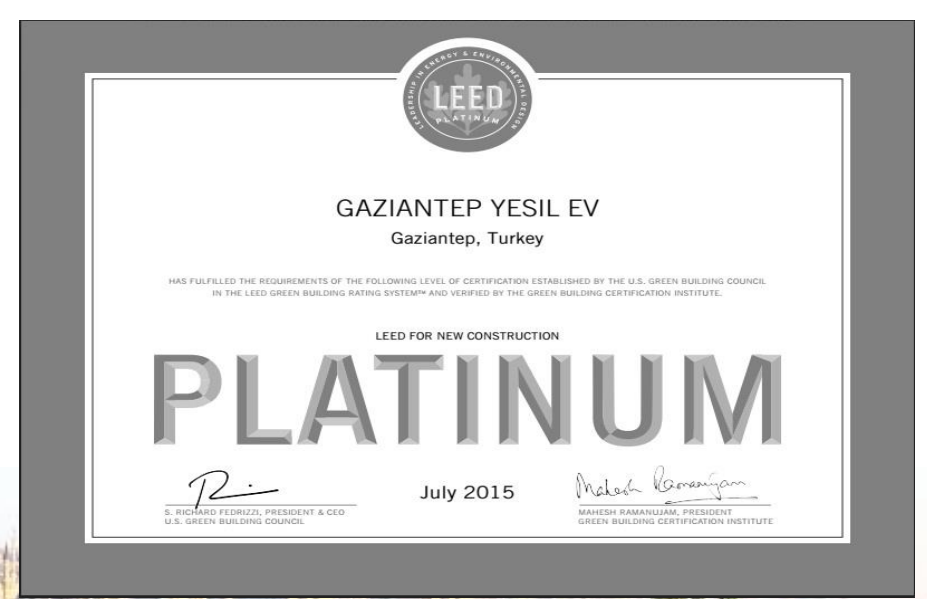 LEADERSHIP IN ENERGY & ENVIRONMENTAL DESIGN
LEED
PLATINUM
GAZIANTEP YESIL EV
Gaziantep, Turkey
HAS FULFILLED THE REQUIREMENTS OF THE FOLLOWING LEVEL OF CERTIFICATION ESTABLISHED BY THE U.S. GREEN BUILDING COUNCIL
IN THE LEED GREEN BUILDING RATING SYSTEM™ AND VERIFIED BY THE GREEN BUILDING CERTIFICATION INSTITUTE.
LEED FOR NEW CONSTRUCTION
PLATINUM
July 2015
Mahesh Ramanujam
S. RICHARD FEDRIZZI, PRESIDENT & CEO
U.S. GREEN BUILDING COUNCIL
MAHESH RAMANUJAM, PRESIDENT
GREEN BUILDING CERTIFICATION INSTITUTE